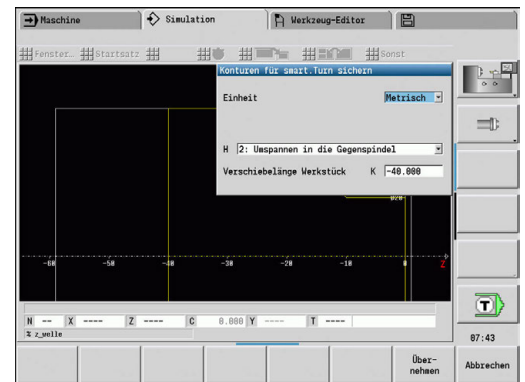 Maschine
Simulation
Werkzeug-Editor
Fenster.
Startsatz
Sonst
Konturen für smart.Turn sichern
Einheit Metrisch
H 2: Umspannen in die Gegenspindel
Verschiebelänge Werkstück K -40.000
-60 -50 -40 -30 -20 -10 Z
N -- X ---- Z ---- C 0.000 Y ---- T ----
% z_welle
T
07:43
Über-
nehmen
Abbrechen